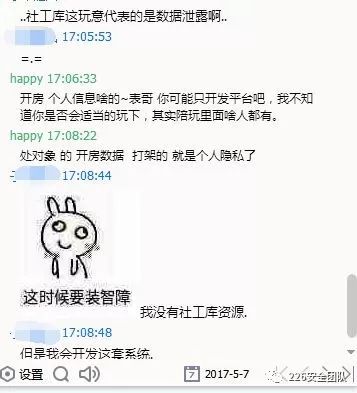 ..社工库这玩意代表的是数据泄露啊..
17:05:53
=.=
happy 17:06:33
开房 个人信息啥的~表哥 你可能只开发平台吧，我不知
道你是否会适当的玩下，其实陪玩里面啥人都有。
happy 17:08:22
处对象 的 开房数据 打架的 就是个人隐私了
17:08:44
这时候要装智障
我没有社工库资源.
17:08:48
但是我会开发这套系统.
设置
7
2017-5-7
226安全团队